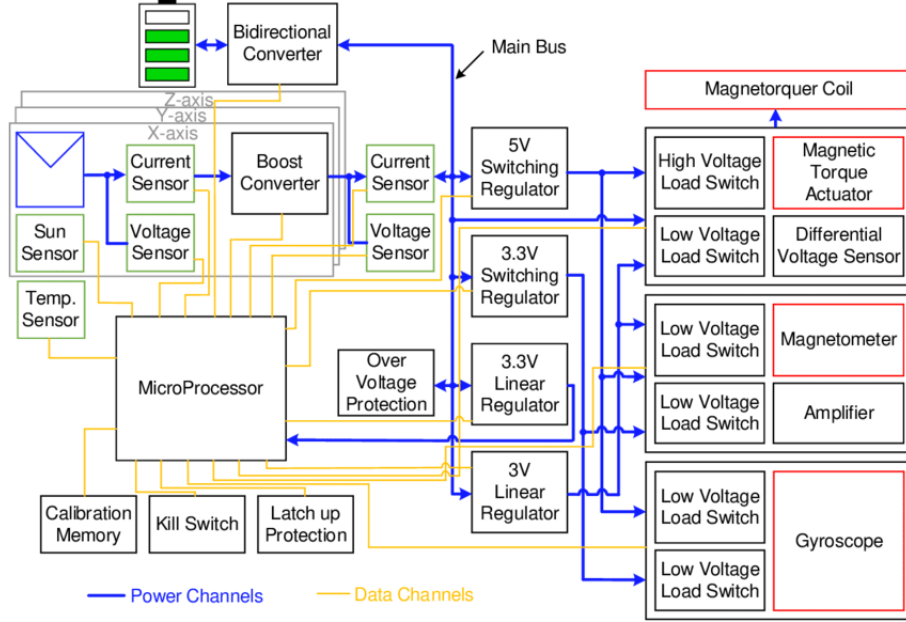 Bidirectional
Converter
Main Bus
Z-axis
Y-axis
X-axis
Magnetorquer Coil
Current
Sensor
Boost
Converter
Current
Sensor
5V
Switching
Regulator
High Voltage
Load Switch
Magnetic
Torque
Actuator
Sun
Sensor
Voltage
Sensor
Voltage
Sensor
Low Voltage
Load Switch
Differential
Voltage Sensor
3.3V
Switching
Regulator
Temp.
Sensor
MicroProcessor
Over
Voltage
Protection
3.3V
Linear
Regulator
Low Voltage
Load Switch
Magnetometer
Low Voltage
Load Switch
Amplifier
3V
Linear
Regulator
Calibration
Memory
Kill Switch
Latch up
Protection
Low Voltage
Load Switch
Gyroscope
Low Voltage
Load Switch
Power Channels
Data Channels